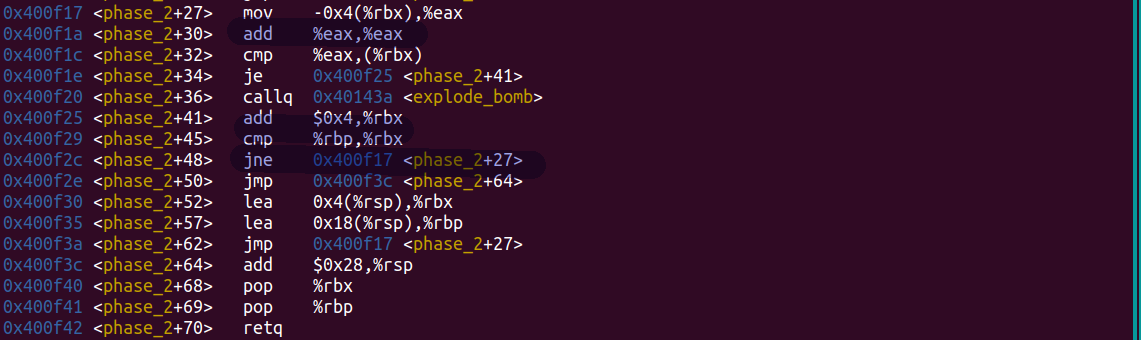 0x400f17 <phase_2+27> mov -0x4(%rbx),%eax
0x400f1a <phase_2+30> add %eax,%eax
0x400f1c <phase_2+32> cmp %eax,(%rbx)
0x400f1e <phase_2+34> je 0x400f25 <phase_2+41>
0x400f20 <phase_2+36> callq 0x40143a <explode_bomb>
0x400f25 <phase_2+41> add $0x4,%rbx
0x400f29 <phase_2+45> cmp %rbp,%rbx
0x400f2c <phase_2+48> jne 0x400f17 <phase_2+27>
0x400f2e <phase_2+50> jmp 0x400f3c <phase_2+64>
0x400f30 <phase_2+52> lea 0x4(%rsp),%rbx
0x400f35 <phase_2+57> lea 0x18(%rsp),%rbp
0x400f3a <phase_2+62> jmp 0x400f17 <phase_2+27>
0x400f3c <phase_2+64> add $0x28,%rsp
0x400f40 <phase_2+68> pop %rbx
0x400f41 <phase_2+69> pop %rbp
0x400f42 <phase_2+70> retq